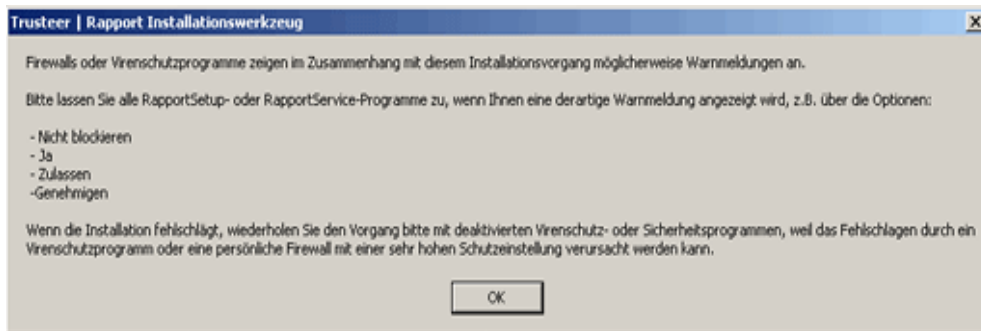 Trusteer | Rapport Installationswerkzeug
Firewalls oder Virenschutzprogramme zeigen im Zusammenhang mit diesem Installationsvorgang möglicherweise Warnmeldungen an.
Bitte lassen Sie alle RapportSetup- oder RapportService-Programme zu, wenn Ihnen eine derartige Warnmeldung angezeigt wird, z.B. über die Optionen:
- Nicht blockieren
- Ja
- Zulassen
-Genehmigen
Wenn die Installation fehlschlägt, wiederholen Sie den Vorgang bitte mit deaktivierten Virenschutz- oder Sicherheitsprogrammen, weil das Fehlschlagen durch ein
Virenschutzprogramm oder eine persönliche Firewall mit einer sehr hohen Schutzeinstellung verursacht werden kann.
OK